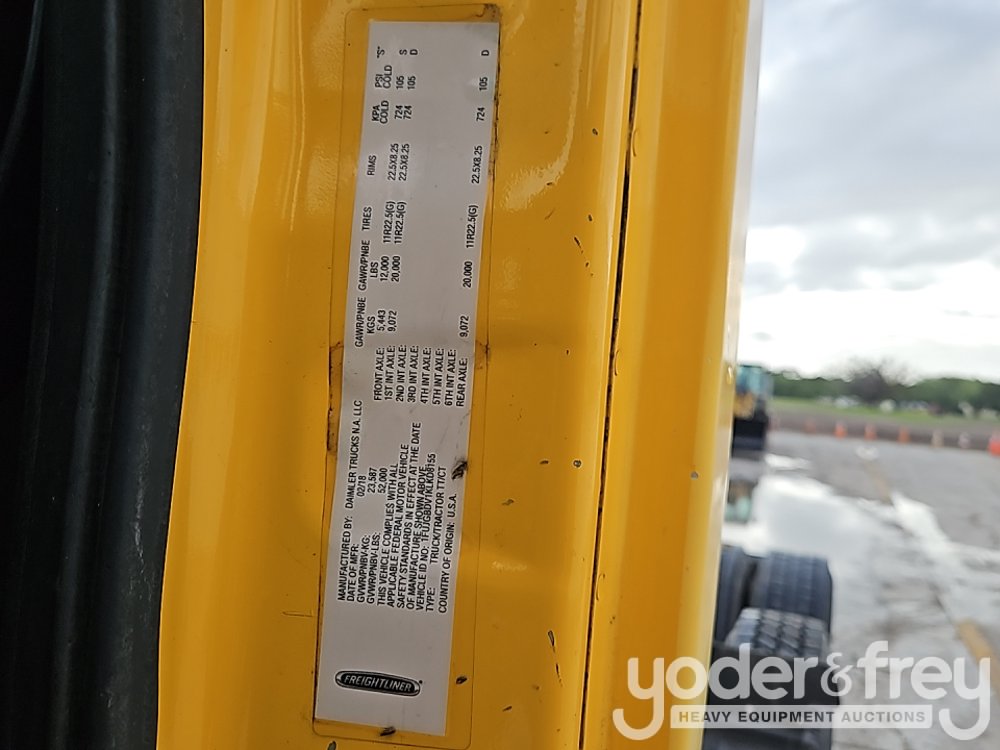 MANUFACTURED BY: DAIMLER TRUCKS N.A. LLC
DATE OF MFR: 02/18
GVWR/PNBV-KG: 23,587
GVWR/PNBV-LBS: 52,000
THIS VEHICLE COMPLIES WITH ALL
APPLICABLE FEDERAL MOTOR VEHICLE
SAFETY STANDARDS IN EFFECT AT THE DATE
OF MANUFACTURE SHOWN ABOVE
VEHICLE ID NO:
TYPE: TRUCK/TRACTOR TT/CT
COUNTRY OF ORIGIN: U.S.A.
GAWR/PNBE KGS GAWR/PNBE LBS TIRES RIMS KPA COLD PSI COLD "S"
FRONT AXLE: 5,443 12,000 11R22.5(G) 22.5X8.25 724 105 S
1ST INT AXLE: 9,072 20,000 11R22.5(G) 22.5X8.25 724 105 D
2ND INT AXLE:
3RD INT AXLE:
4TH INT AXLE:
5TH INT AXLE:
6TH INT AXLE:
REAR AXLE: 9,072 20,000 11R22.5(G) 22.5X8.25 724 105 D
FREIGHTLINER
yoder&frey
HEAVY EQUIPMENT AUCTIONS